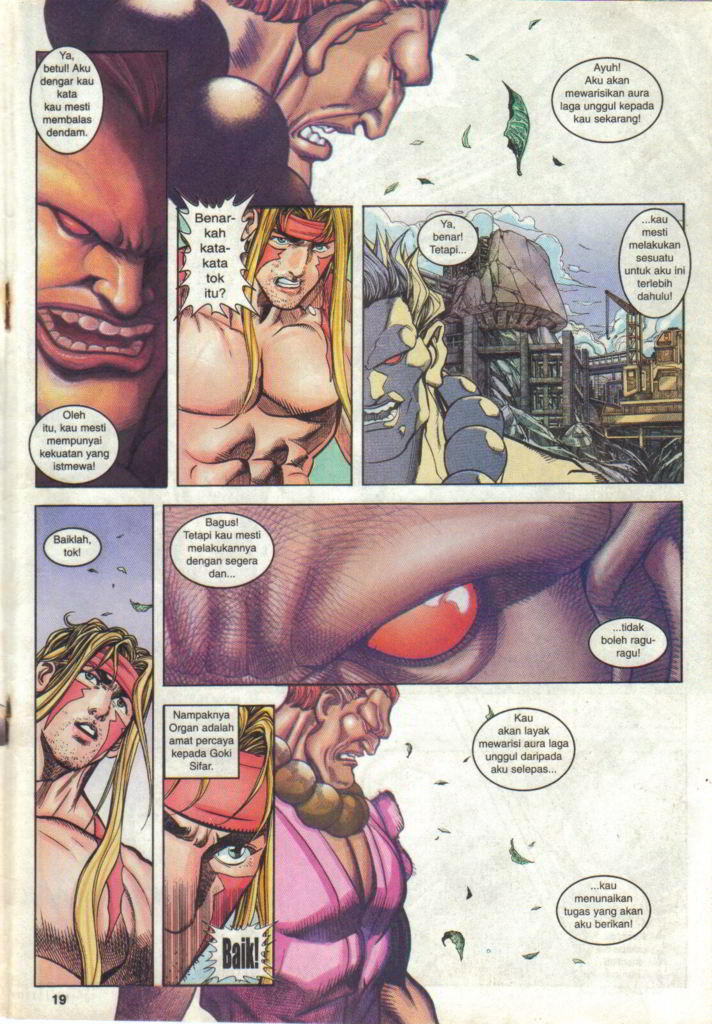 Ya,
betul! Aku
dengar kau
kata
kau mesti
membalas
dendam.
Oleh
itu, kau mesti
mempunyai
kekuatan yang
istmewa!
Ayuh!
Aku akan
mewarisikan aura
laga unggul kepada
kau sekarang!
Benar-
kah
kata-
kata
tok
itu?
Ya,
benar!
Tetapi...
...kau
mesti
melakukan
sesuatu
untuk aku ini
terlebih
dahulu!
Baiklah,
tok!
Bagus!
Tetapi kau mesti
melakukannya
dengan segera
dan...
...tidak
boleh ragu-
ragu!
Nampaknya
Organ adalah
amat percaya
kepada Goki
Sifar.
Baik!
Kau
akan layak
mewarisi aura laga
unggul daripada
aku selepas...
...kau
menunaikan
tugas yang akan
aku berikan!
19